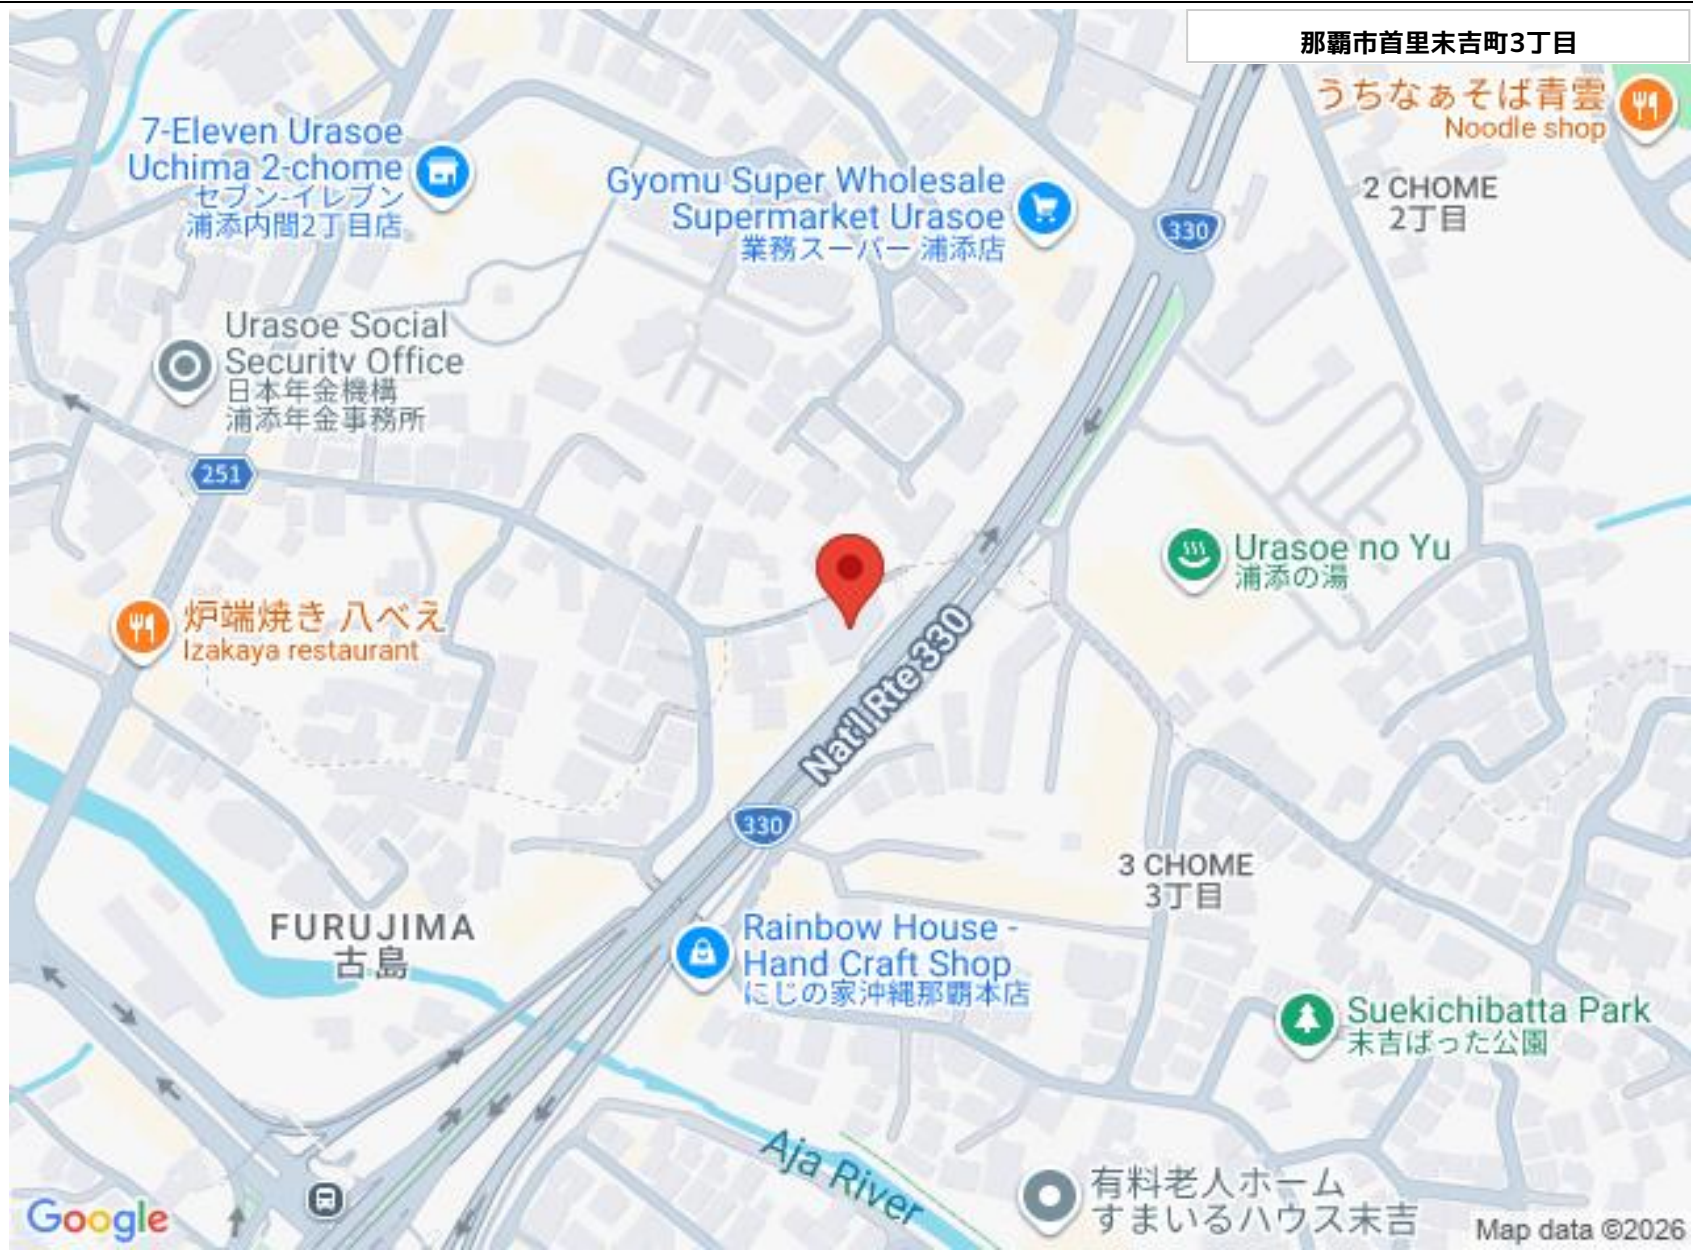 那覇市首里末吉町3丁目
うちなぁそば青雲
Noodle shop
7-Eleven Urasoe
Uchima 2-chome
セブン-イレブン
浦添内間2丁目店
Gyomu Super Wholesale
Supermarket Urasoe
業務スーパー 浦添店
2 CHOME
2丁目
330
Urasoe Social
Security Office
日本年金機構
浦添年金事務所
251
Urasoe no Yu
浦添の湯
炉端焼き 八べえ
Izakaya restaurant
Nat'l Rte 330
330
3 CHOME
3丁目
FURUJIMA
古島
Rainbow House -
Hand Craft Shop
にじの家沖縄那覇本店
Suekichibatta Park
末吉ばった公園
Aja River
有料老人ホーム
すまいるハウス末吉
Google
Map data ©2026